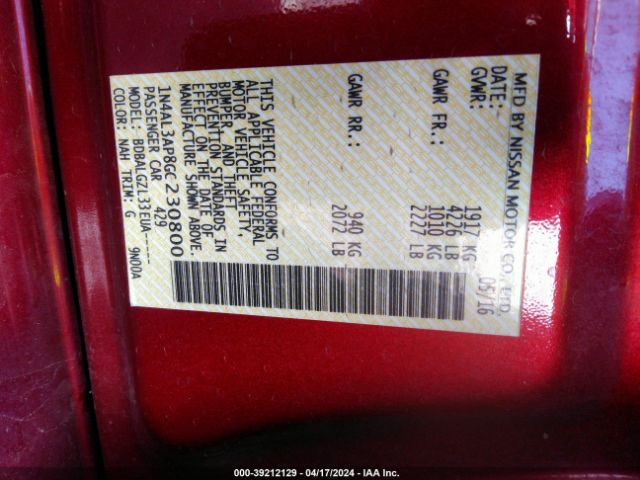 MFD BY NISSAN MOTOR CO., LTD.
DATE: 05/16
GVWR: 1917 KG
4226 LB
GAWR FR.: 1010 KG
2227 LB
GAWR RR.: 940 KG
2072 LB
THIS VEHICLE CONFORMS TO
ALL APPLICABLE FEDERAL
MOTOR VEHICLE SAFETY,
BUMPER, AND THEFT
PREVENTION STANDARDS IN
EFFECT ON THE DATE OF
MANUFACTURE SHOWN ABOVE.
1N4AL3AP8GC230800
PASSENGER CAR 429
MODEL: BDBALGZL33EUA-----
COLOR: NAH TRIM: G 9N00A
000-39212129 - 04/17/2024 - IAA Inc.